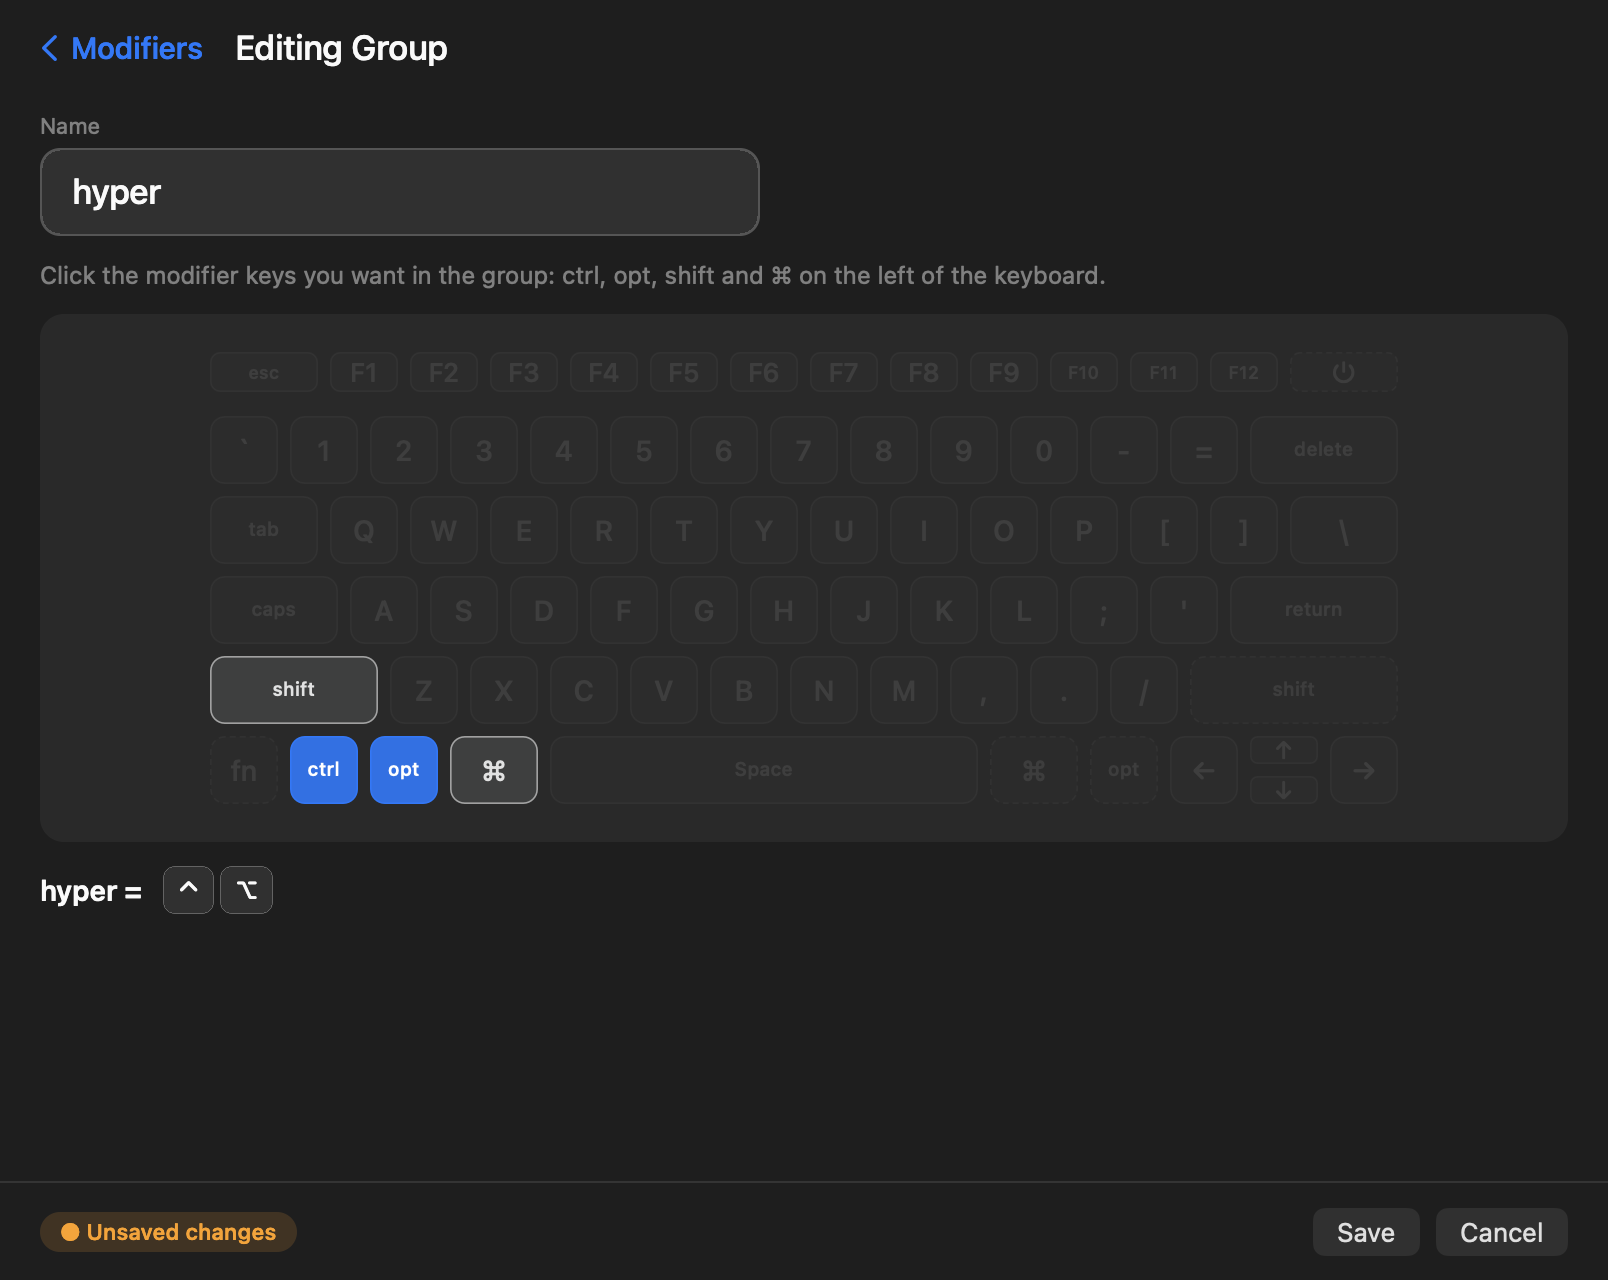 Modifiers Editing Group
Name
hyper
Click the modifier keys you want in the group: ctrl, opt, shift and ⌘ on the left of the keyboard.
esc F1 F2 F3 F4 F5 F6 F7 F8 F9 F10 F11 F12
` 1 2 3 4 5 6 7 8 9 0 - = delete
tab Q W E R T Y U I O P [ ] \
caps A S D F G H J K L ; ' return
shift Z X C V B N M , . / shift
fn ctrl opt ⌘ Space ⌘ opt ← ↑ ↓ →
hyper = ⌃ ⌥
Unsaved changes Save Cancel